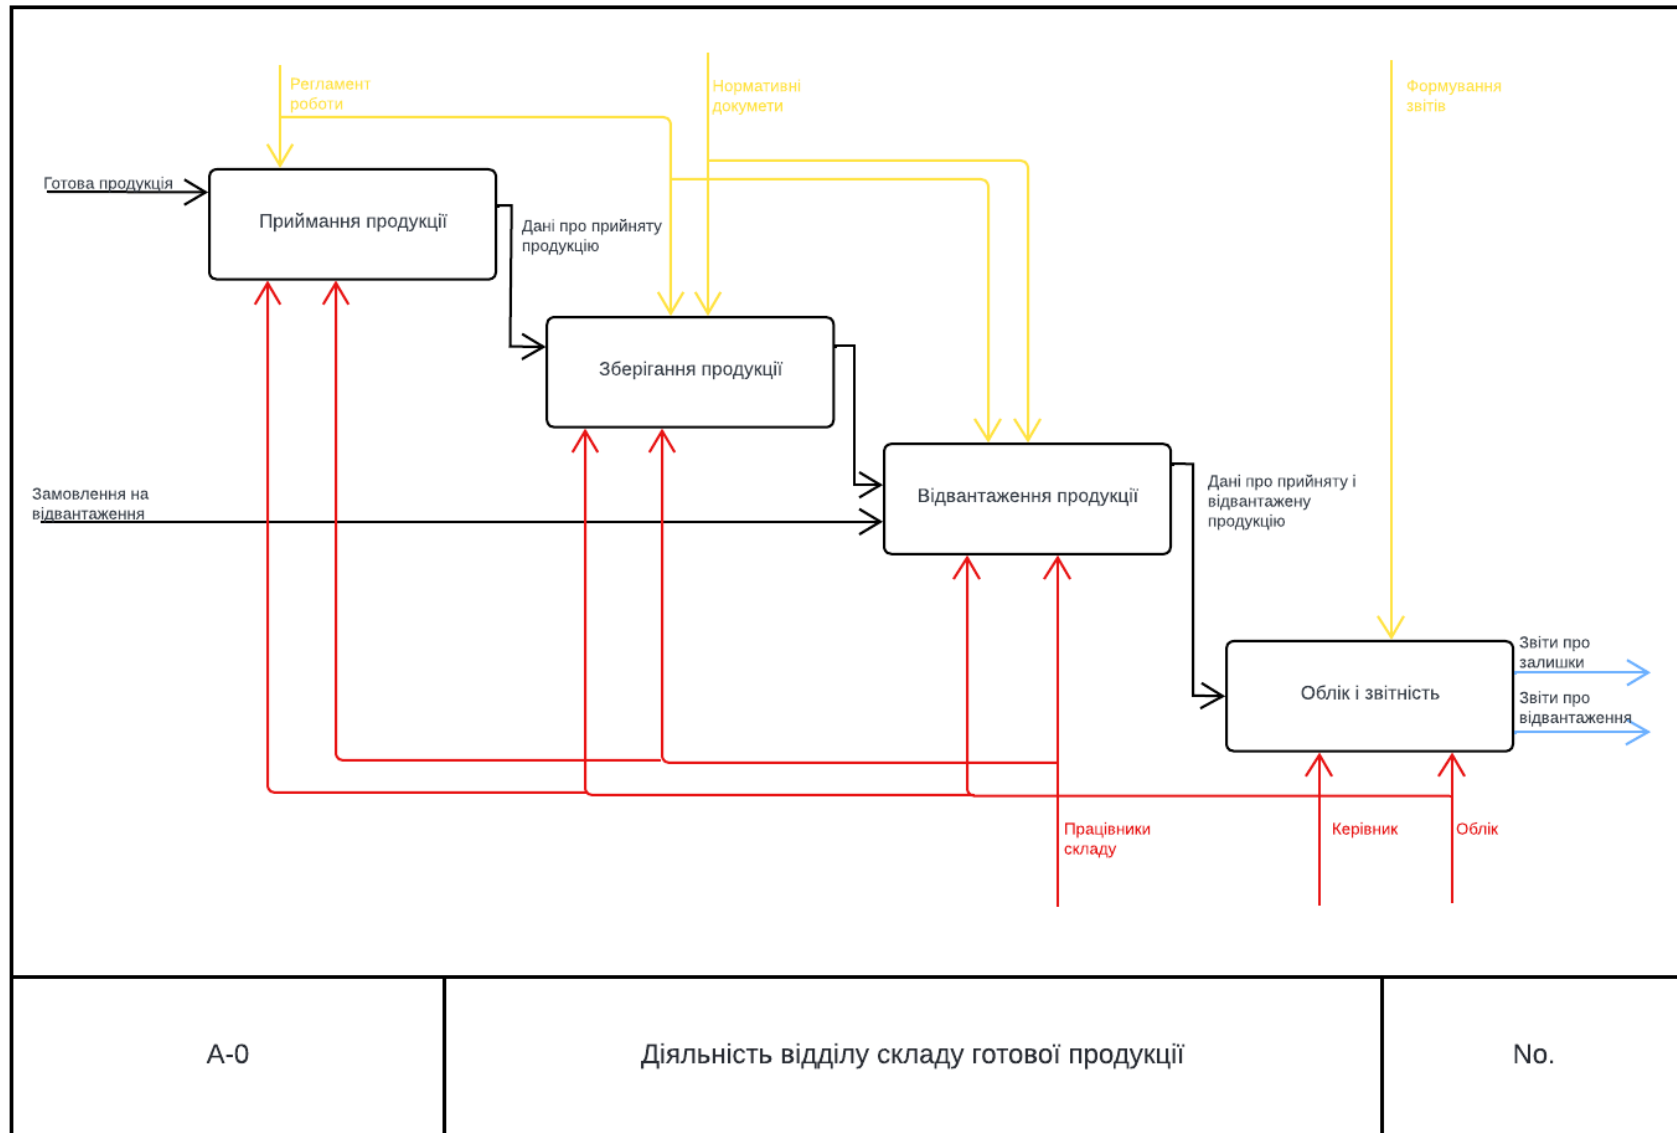 Регламент
роботи
Нормативні
докумети
Формування
звітів
Готова продукція
Приймання продукції
Дані про прийняту
продукцію
Зберігання продукції
Замовлення на
відвантаження
Відвантаження продукції
Дані про прийняту і
відвантажену
продукцію
Звіти про
залишки
Облік і звітність
Звіти про
відвантаження
Працівники
складу
Керівник
Облік
А-0
Діяльність відділу складу готової продукції
No.